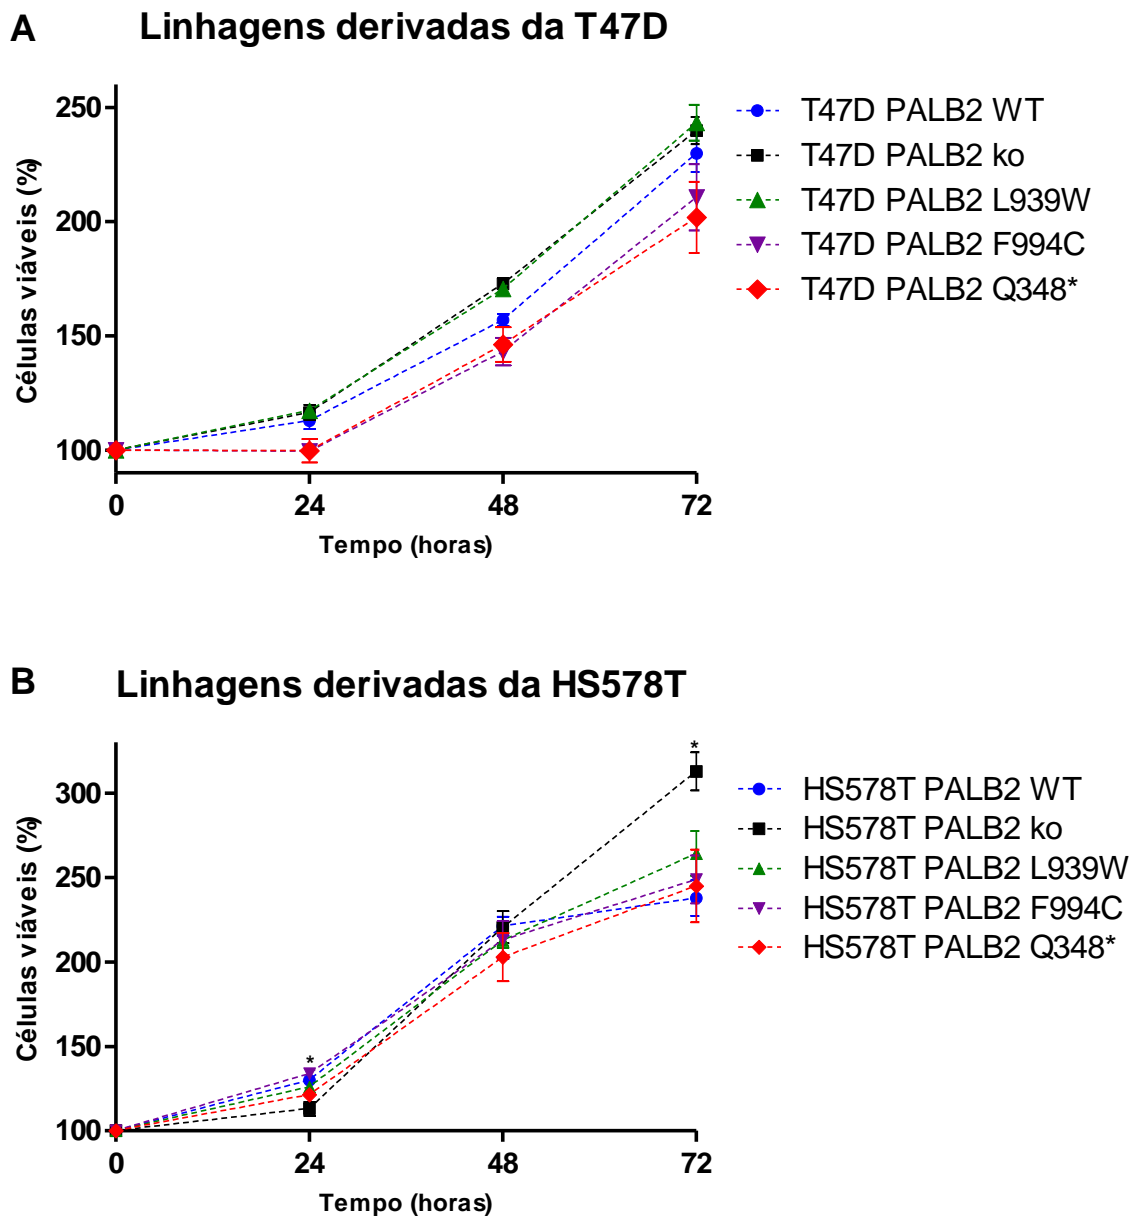 A
Linhagens derivadas da T47D
Células viáveis (%)
250
200
150
100
0
24
48
72
Tempo (horas)
T47D PALB2 WT
T47D PALB2 ko
T47D PALB2 L939W
T47D PALB2 F994C
T47D PALB2 Q348*
B
Linhagens derivadas da HS578T
Células viáveis (%)
300
250
200
150
100
*
*
0
24
48
72
Tempo (horas)
HS578T PALB2 WT
HS578T PALB2 ko
HS578T PALB2 L939W
HS578T PALB2 F994C
HS578T PALB2 Q348*